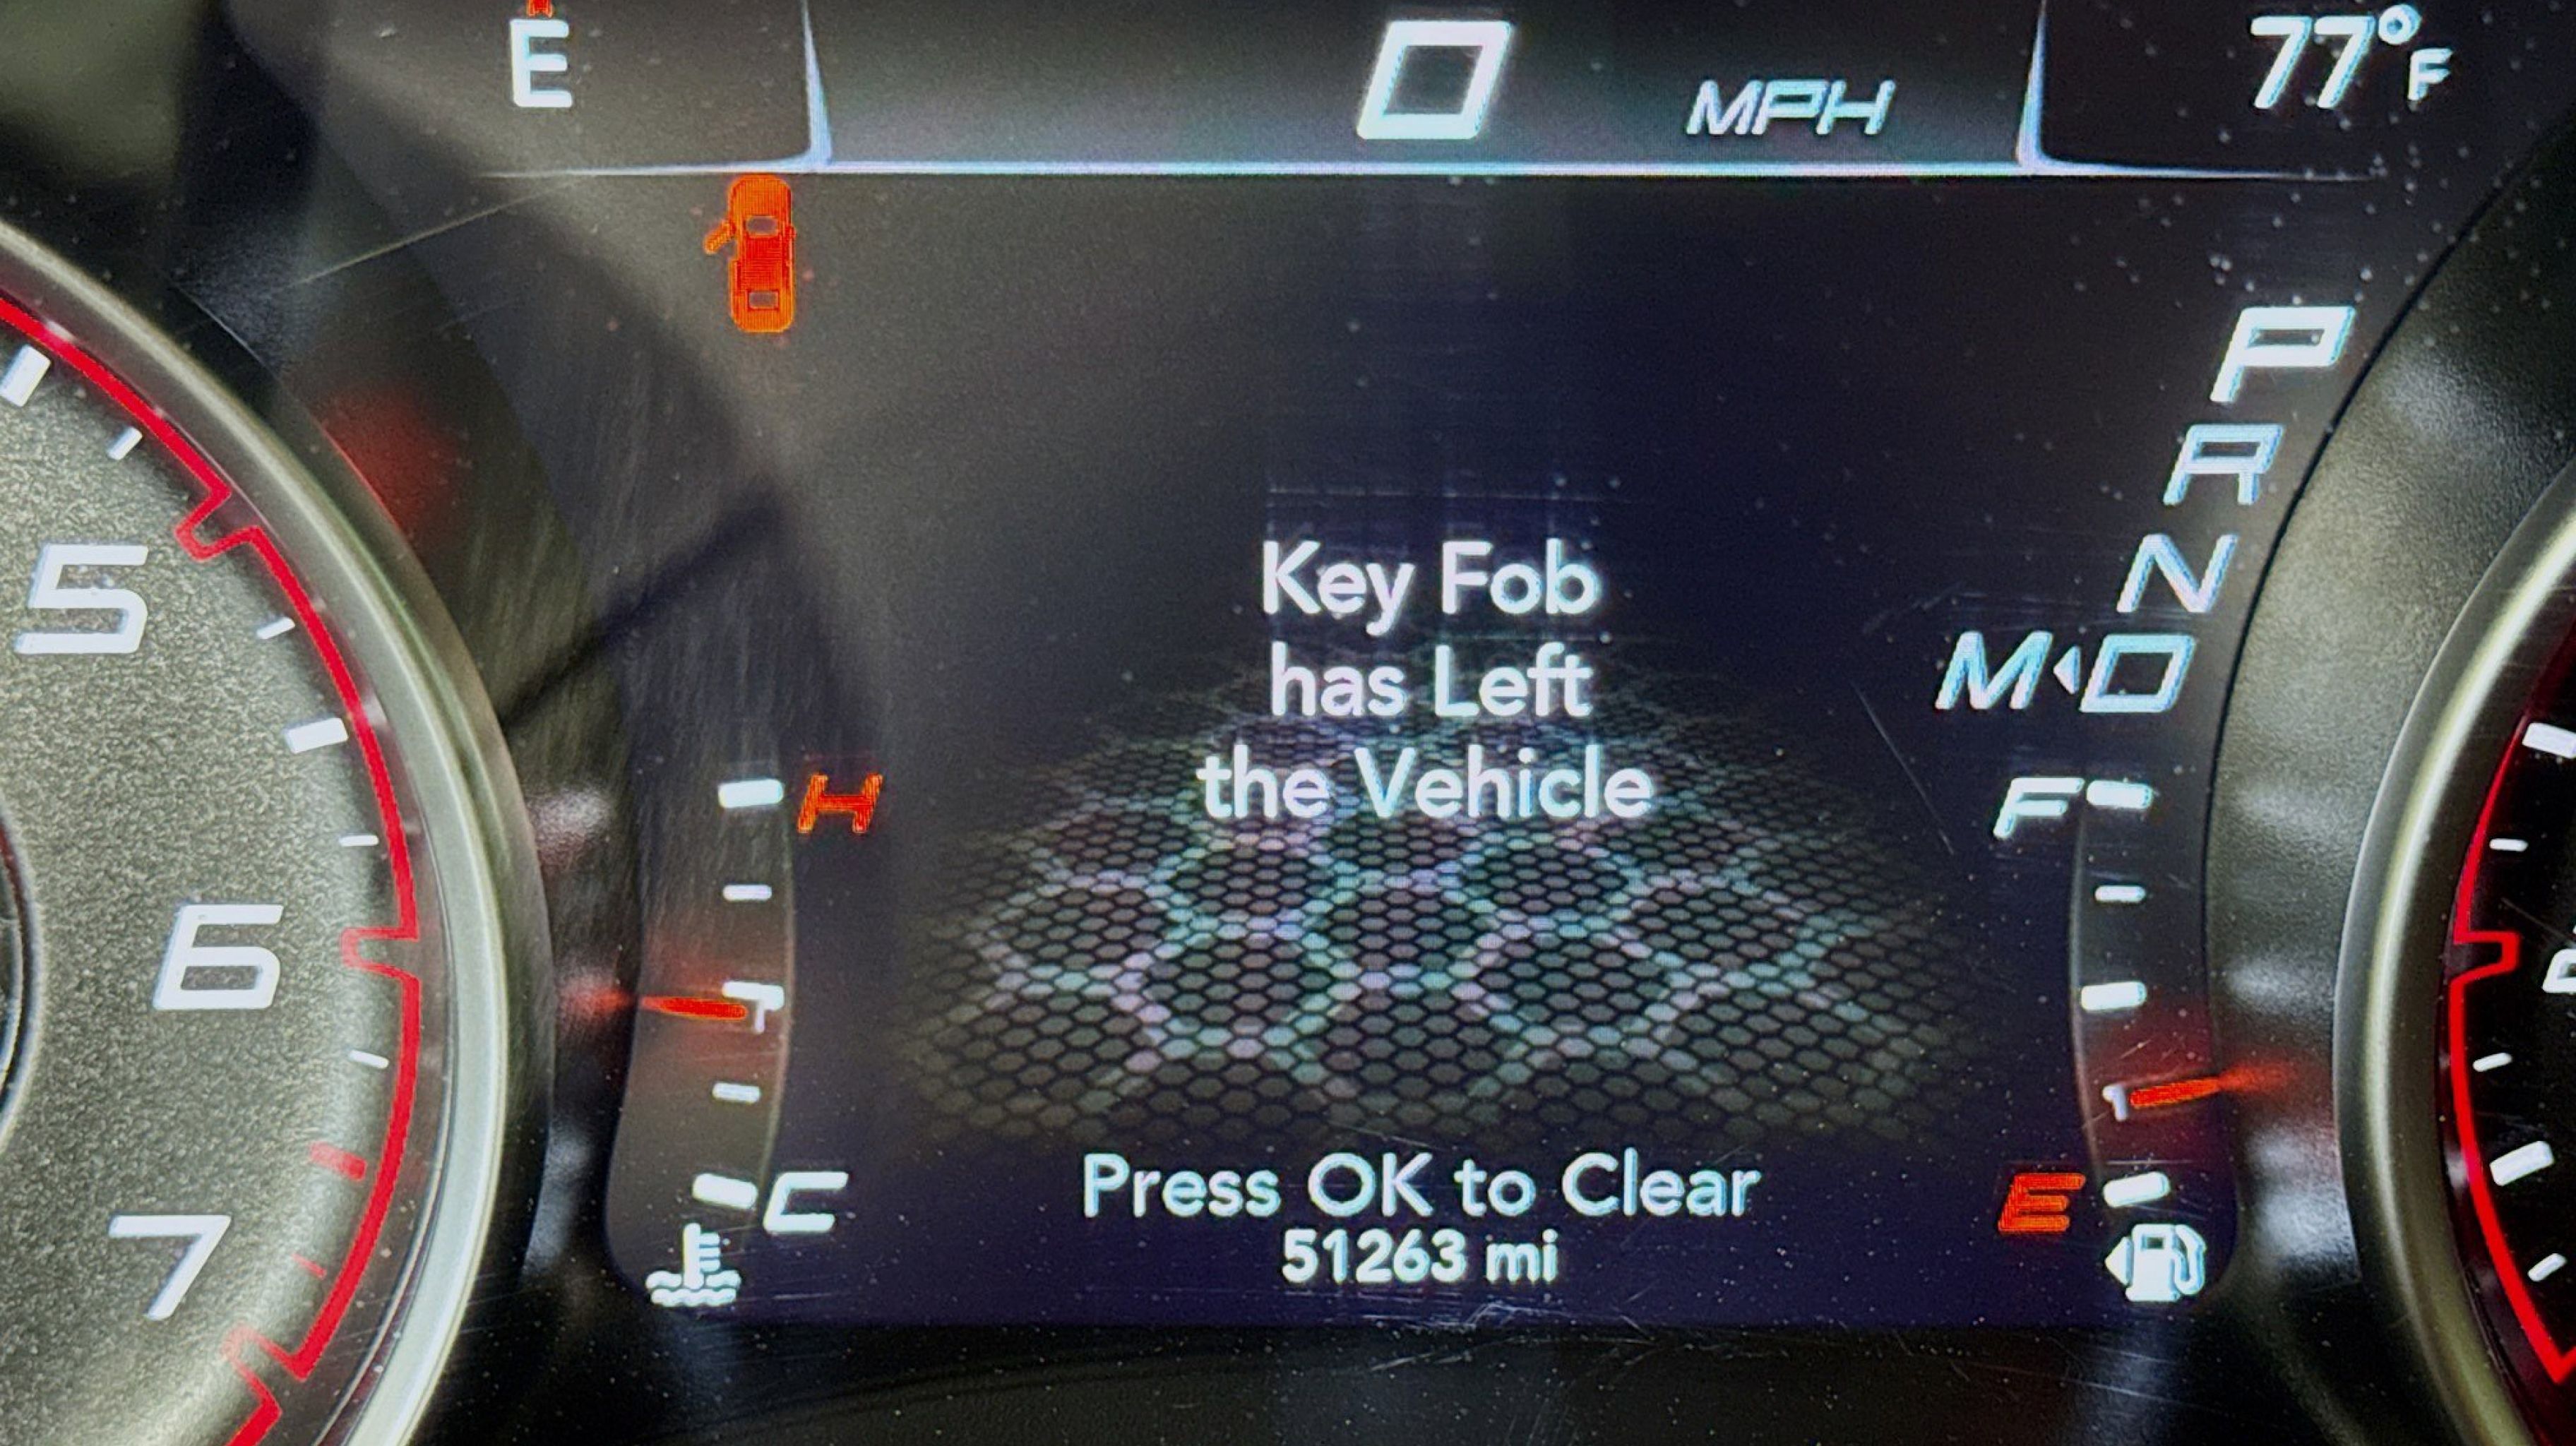 E
0 MPH
77°F
P
R
N
M D
5
6
7
H
C
F
E
Key Fob
has Left
the Vehicle
Press OK to Clear
51263 mi